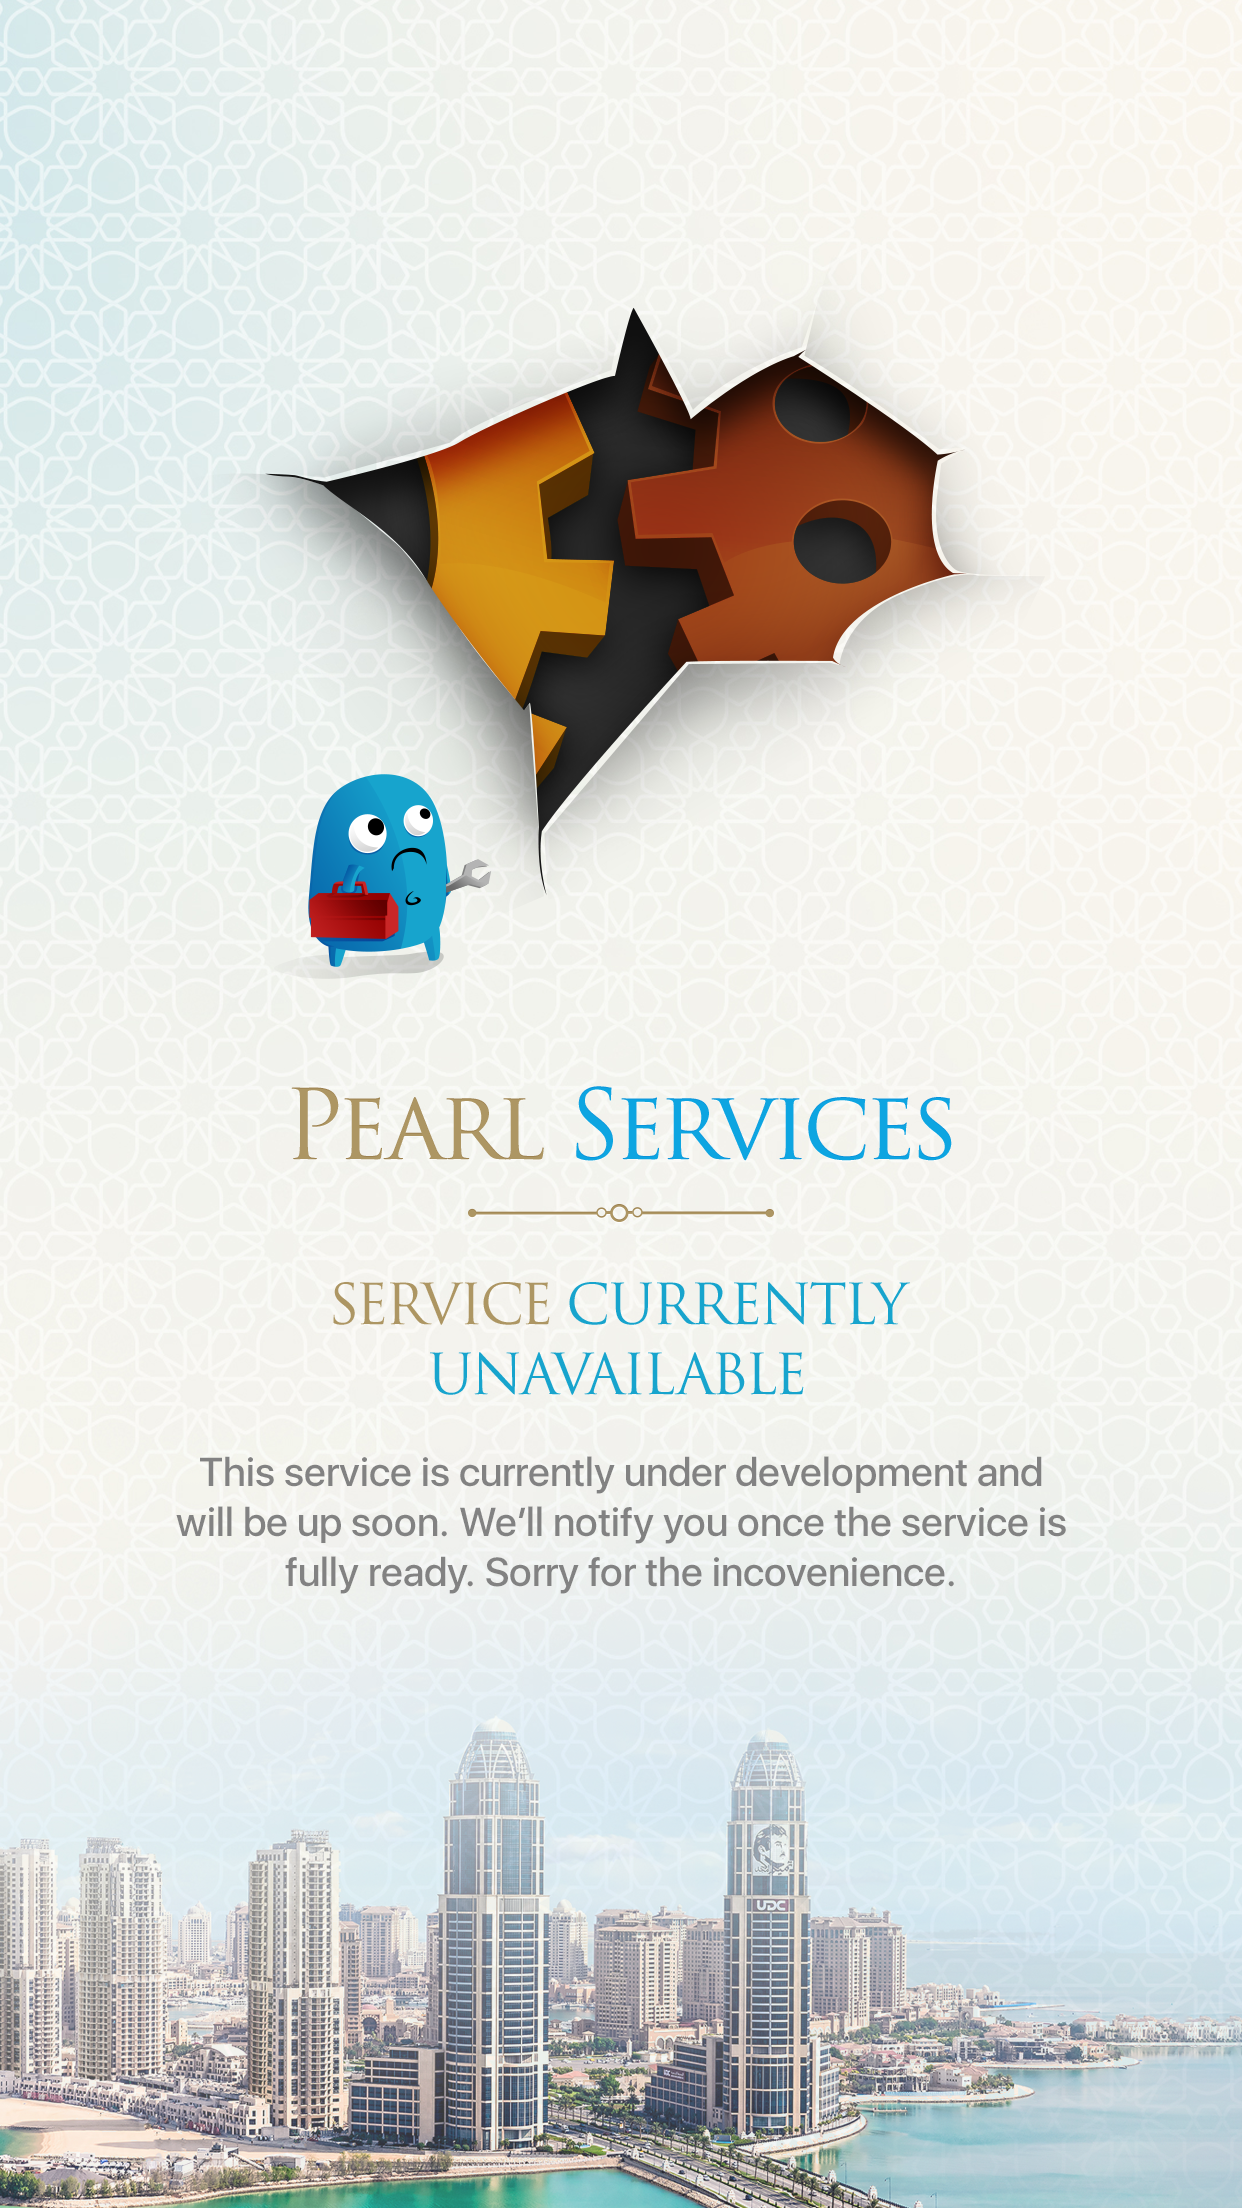 PEARL SERVICES
SERVICE CURRENTLY
UNAVAILABLE
This service is currently under development and
will be up soon. We’ll notify you once the service is
fully ready. Sorry for the incovenience.
UDC